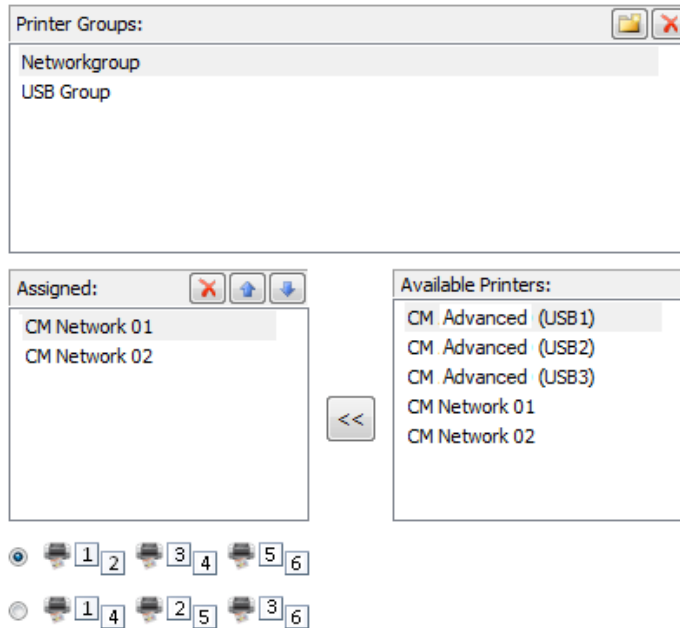 Printer Groups:
Networkgroup
USB Group
Assigned:
CM Network 01
CM Network 02
<<
Available Printers:
CM Advanced (USB1)
CM Advanced (USB2)
CM Advanced (USB3)
CM Network 01
CM Network 02
1 2 3 4 5 6
1 4 2 5 3 6